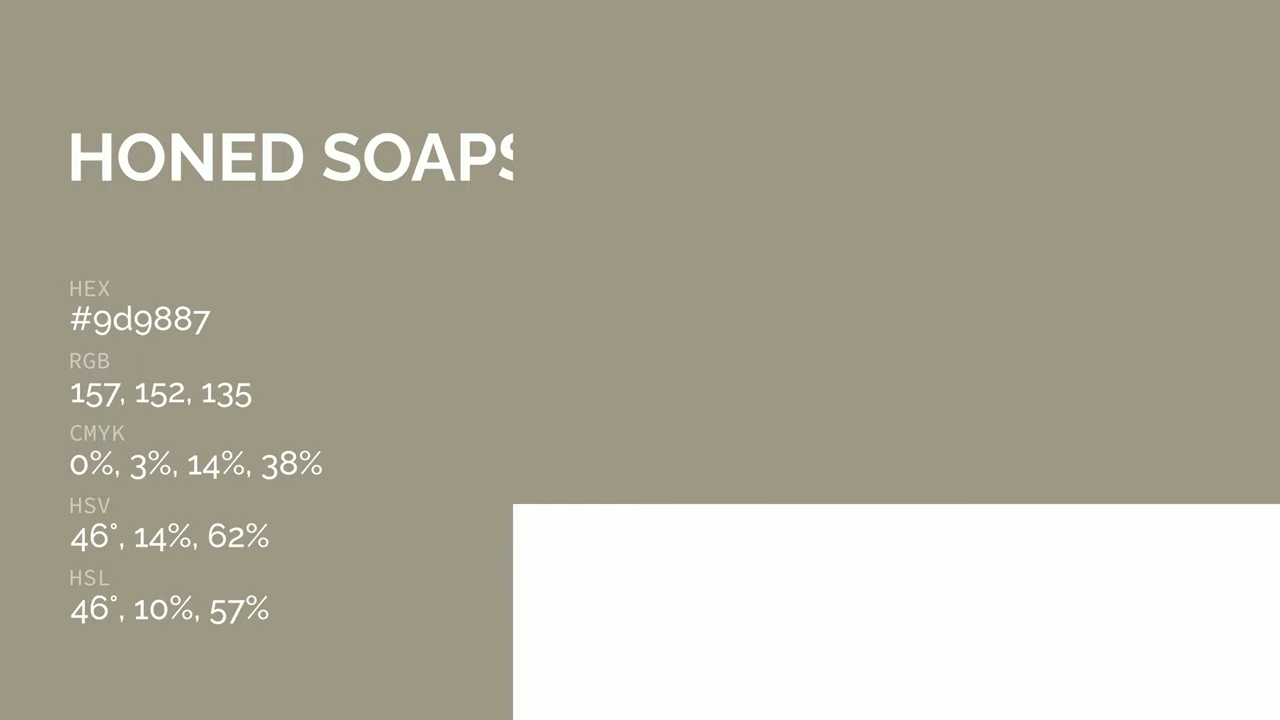 HONED SOAPS
HEX
#9d9887
RGB
157, 152, 135
CMYK
0%, 3%, 14%, 38%
HSV
46°, 14%, 62%
HSL
46°, 10%, 57%